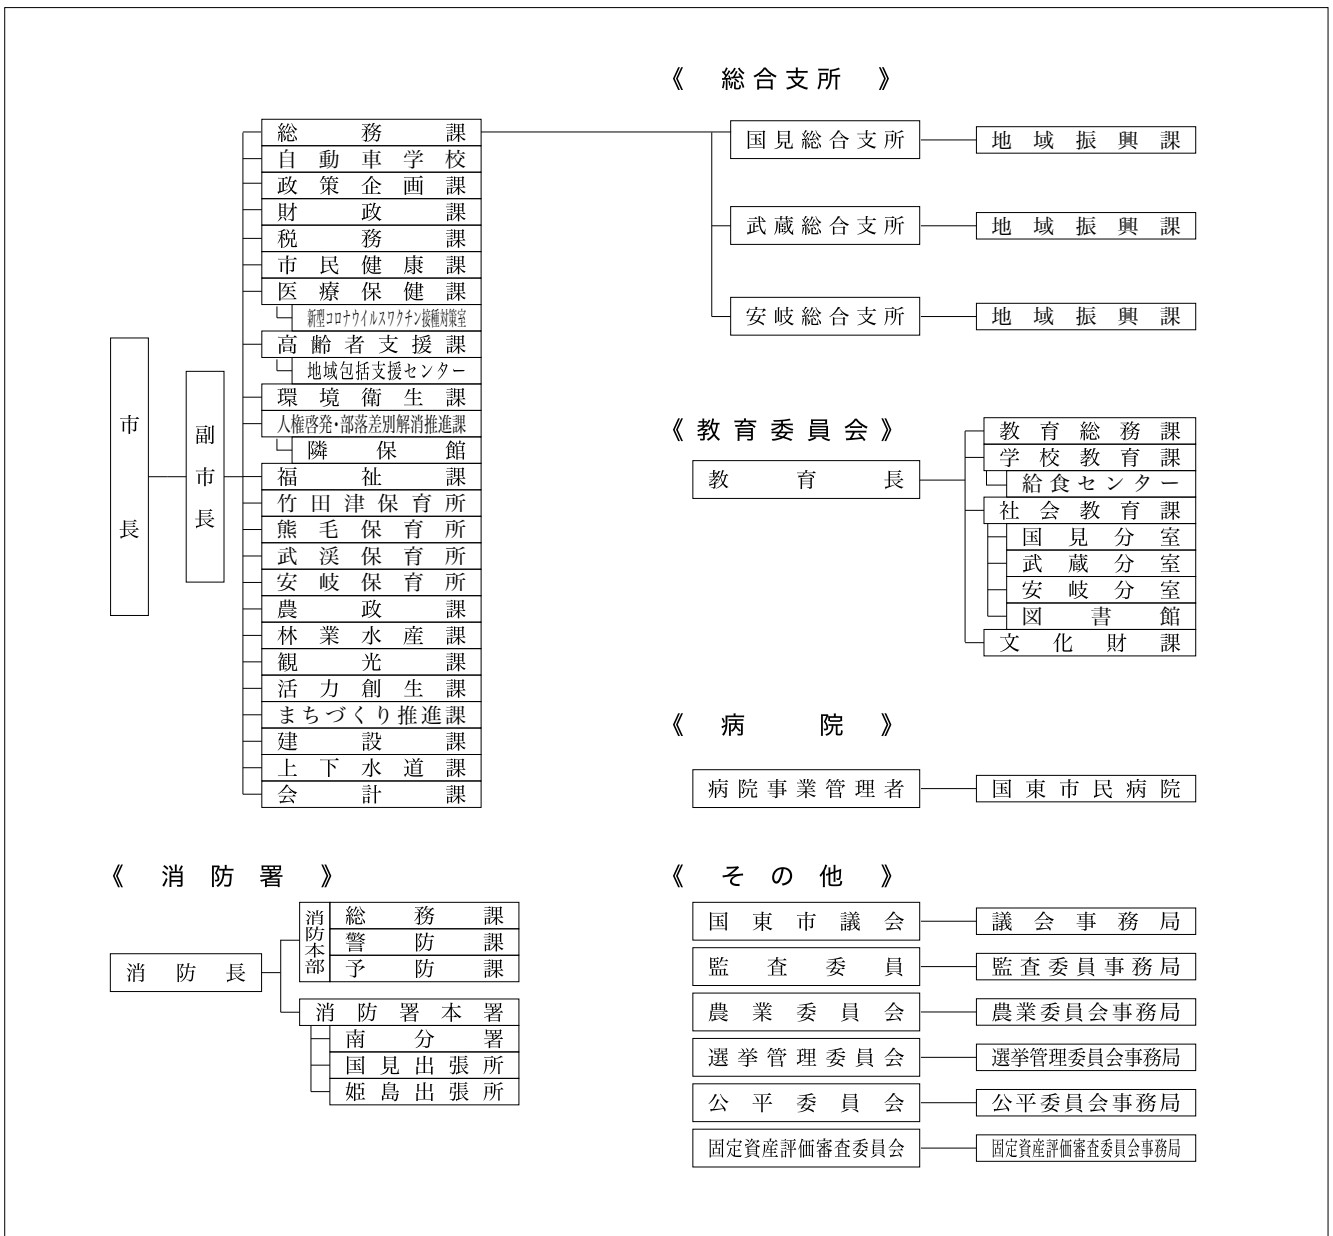 市長
副市長
総務課
自動車学校
政策企画課
財政課
税務課
市民健康課
医療保健課
新型コロナウイルスワクチン接種対策室
高齢者支援課
地域包括支援センター
環境衛生課
人権啓発・部落差別解消推進課
隣保館
福祉課
竹田津保育所
熊毛保育所
武溪保育所
安岐保育所
農政課
林業水産課
観光課
活力創生課
まちづくり推進課
建設課
上下水道課
会計課
《 総合支所 》
国見総合支所
地域振興課
武蔵総合支所
地域振興課
安岐総合支所
地域振興課
《教育委員会》
教育長
教育総務課
学校教育課
給食センター
社会教育課
国見分室
武蔵分室
安岐分室
図書館
文化財課
《 病院 》
病院事業管理者
国東市民病院
《 消防署 》
消防長
消防本部
総務課
警防課
予防課
消防署本署
南分署
国見出張所
姫島出張所
《 その他 》
国東市議会
議会事務局
監査委員
監査委員事務局
農業委員会
農業委員会事務局
選挙管理委員会
選挙管理委員会事務局
公平委員会
公平委員会事務局
固定資産評価審査委員会
固定資産評価審査委員会事務局